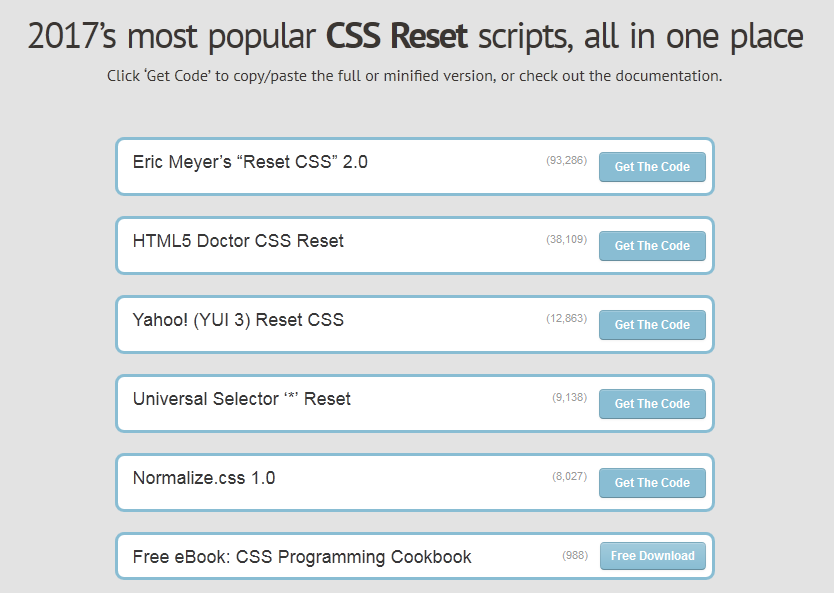 2017’s most popular CSS Reset scripts, all in one place
Click ‘Get Code’ to copy/paste the full or minified version, or check out the documentation.
Eric Meyer’s “Reset CSS” 2.0 (93,286) Get The Code
HTML5 Doctor CSS Reset (38,109) Get The Code
Yahoo! (YUI 3) Reset CSS (12,863) Get The Code
Universal Selector ‘*’ Reset (9,138) Get The Code
Normalize.css 1.0 (8,027) Get The Code
Free eBook: CSS Programming Cookbook (988) Free Download